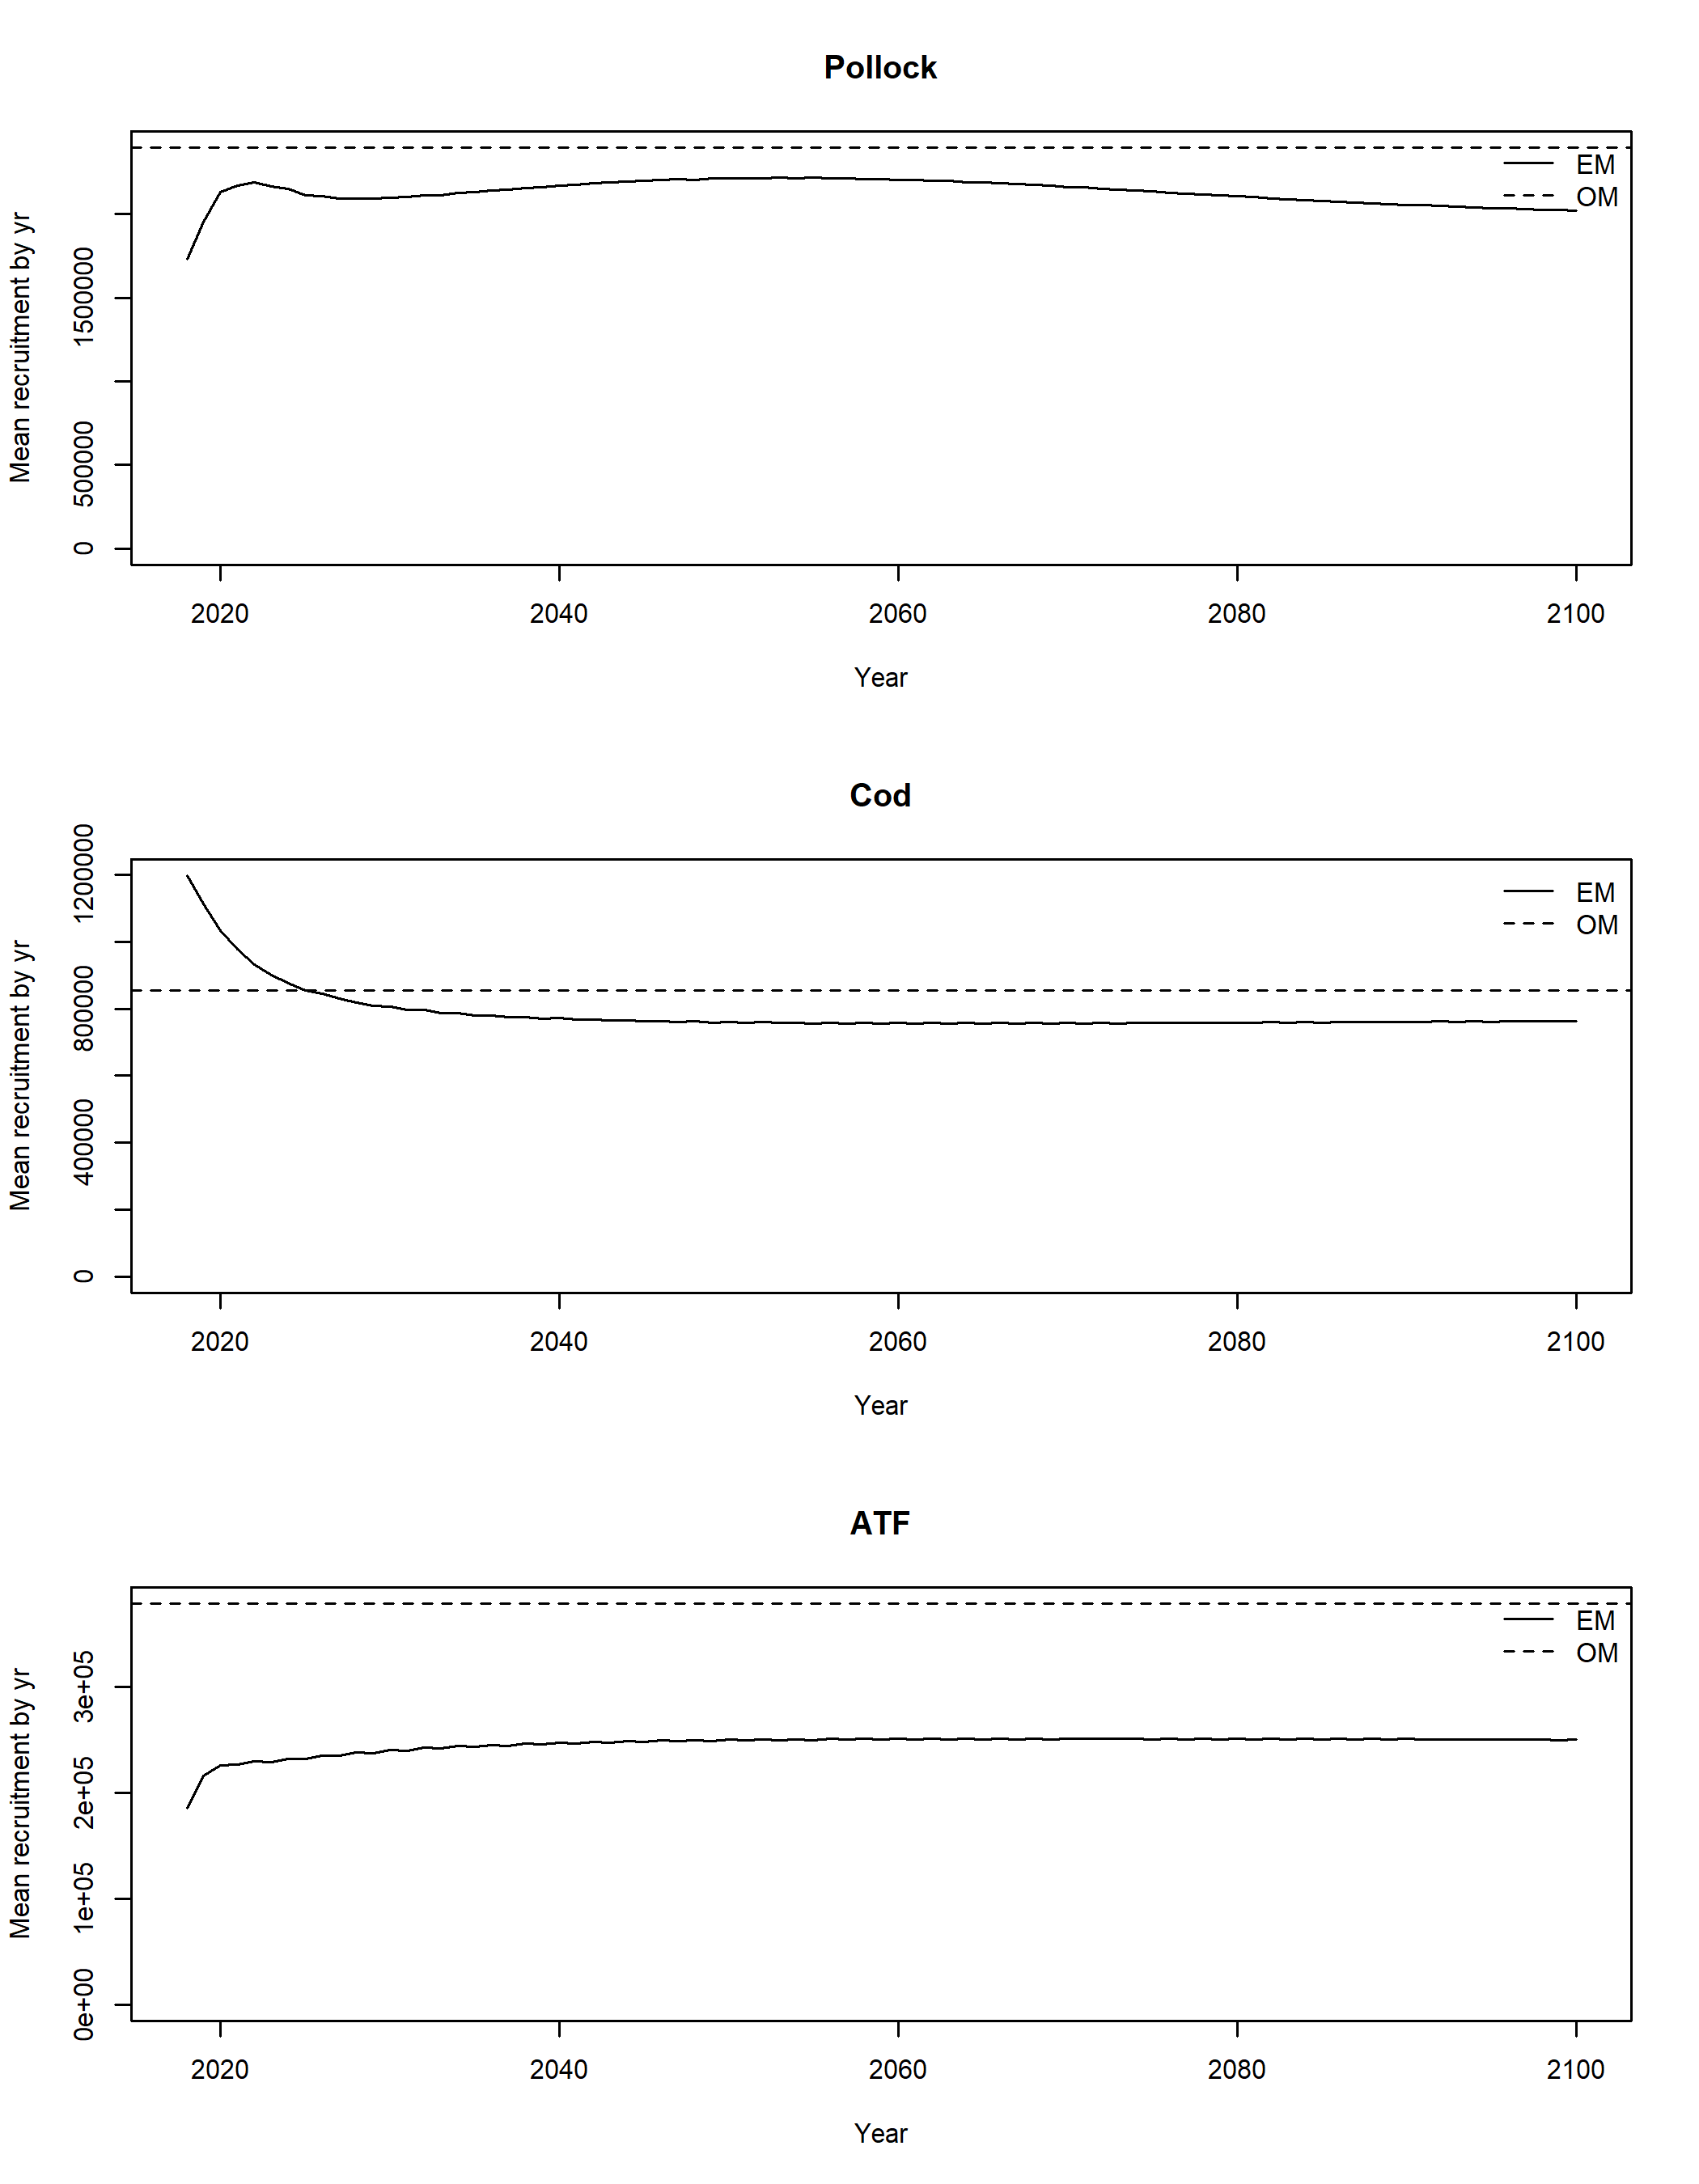 Pollock
Mean recruitment by yr
1500000
500000
0
EM
OM
2020 2040 2060 2080 2100
Year
Cod
Mean recruitment by yr
1200000
800000
400000
0
EM
OM
2020 2040 2060 2080 2100
Year
ATF
Mean recruitment by yr
3e+05
2e+05
1e+05
0e+00
EM
OM
2020 2040 2060 2080 2100
Year